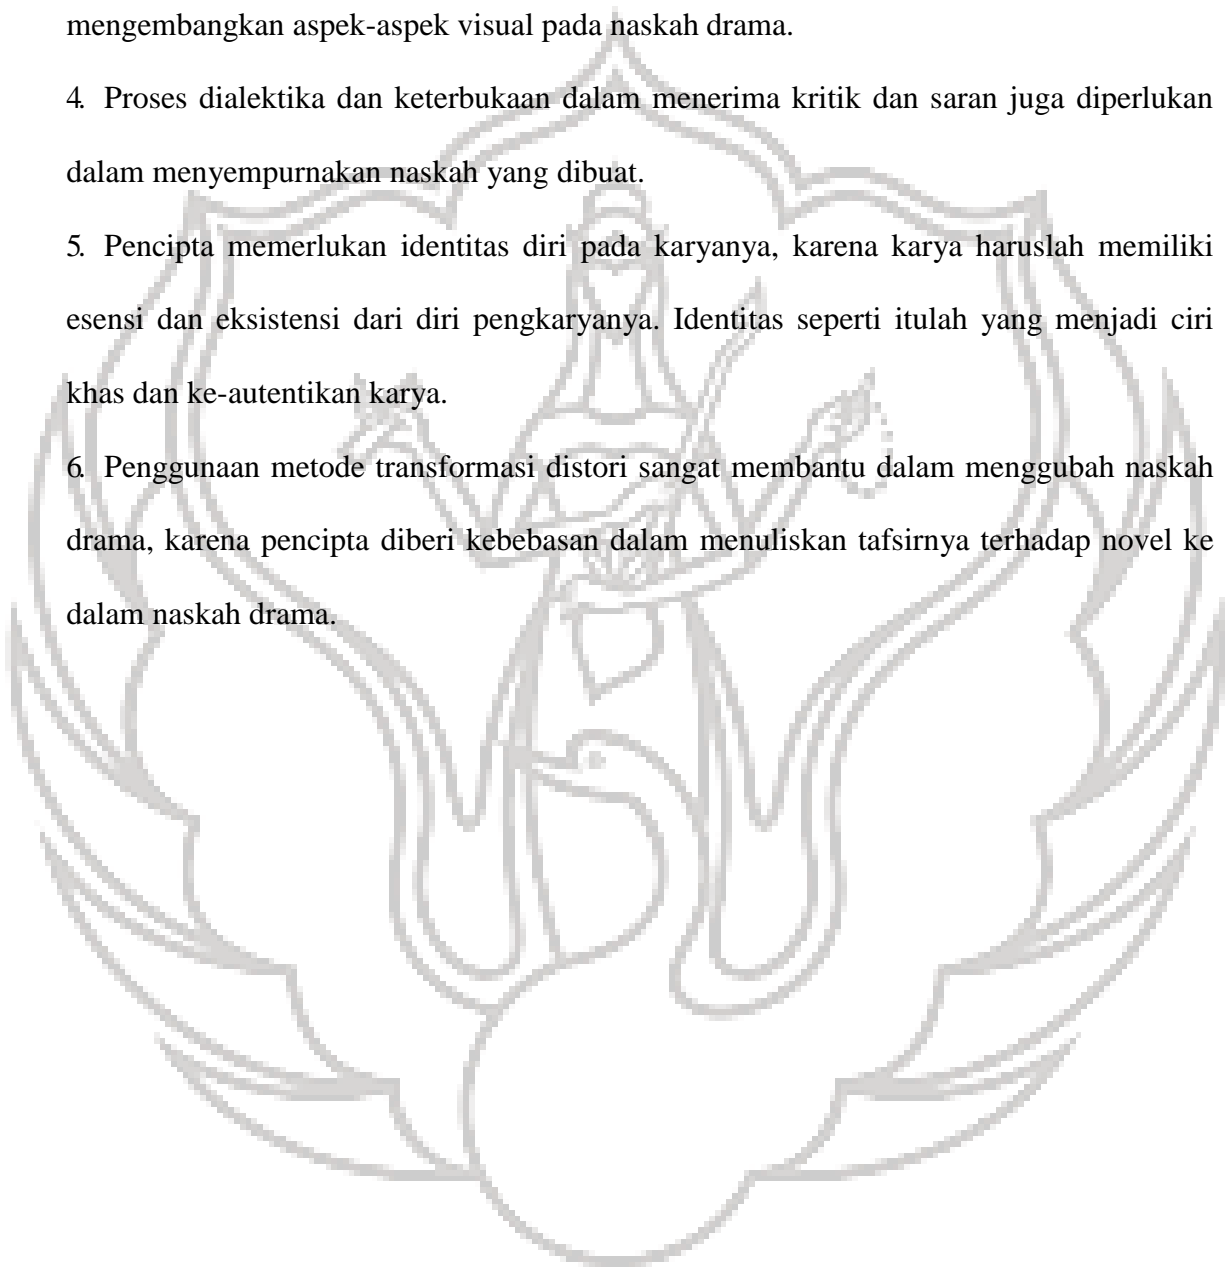 mengembangkan aspek-aspek visual pada naskah drama.
4. Proses dialektika dan keterbukaan dalam menerima kritik dan saran juga diperlukan
dalam menyempurnakan naskah yang dibuat.
5. Pencipta memerlukan identitas diri pada karyanya, karena karya haruslah memiliki
esensi dan eksistensi dari diri pengkaryanya. Identitas seperti itulah yang menjadi ciri
khas dan ke-autentikan karya.
6. Penggunaan metode transformasi distori sangat membantu dalam menggubah naskah
drama, karena pencipta diberi kebebasan dalam menuliskan tafsirnya terhadap novel ke
dalam naskah drama.